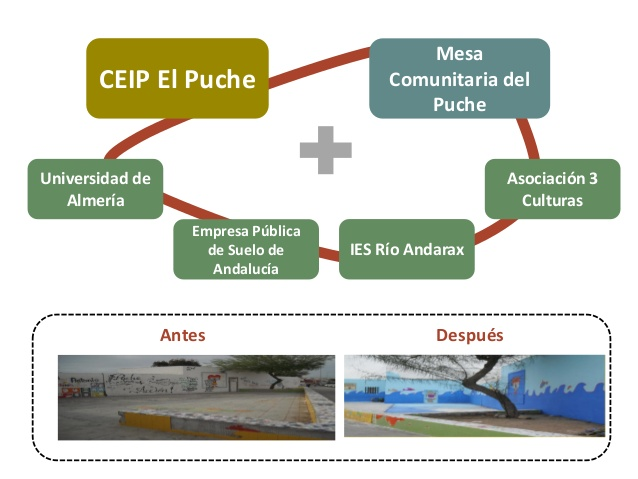 CEIP El Puche
Mesa
Comunitaria del
Puche
Universidad de
Almería
Asociación 3
Culturas
Empresa Pública
de Suelo de
Andalucía
IES Río Andarax
Antes
Después